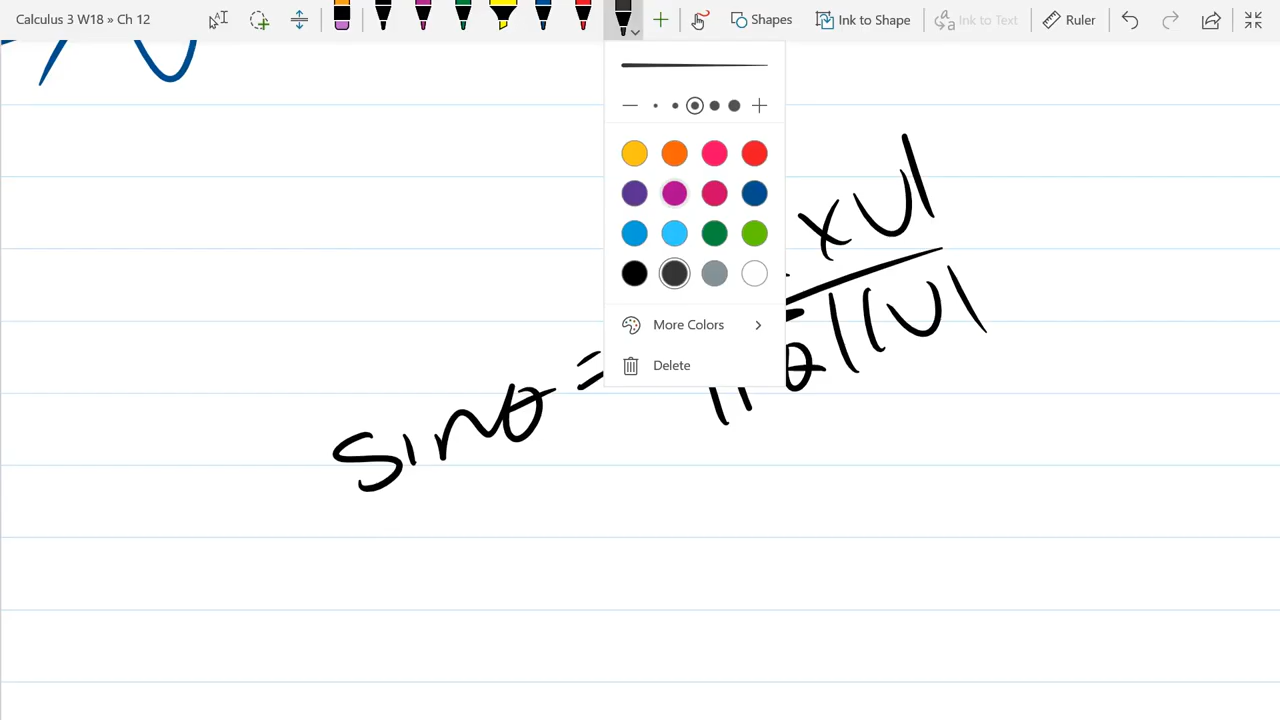 Calculus 3 W18 » Ch 12
Shapes
Ink to Shape
Ink to Text
Ruler
More Colors
Delete
× v|
sinθ =
||v|